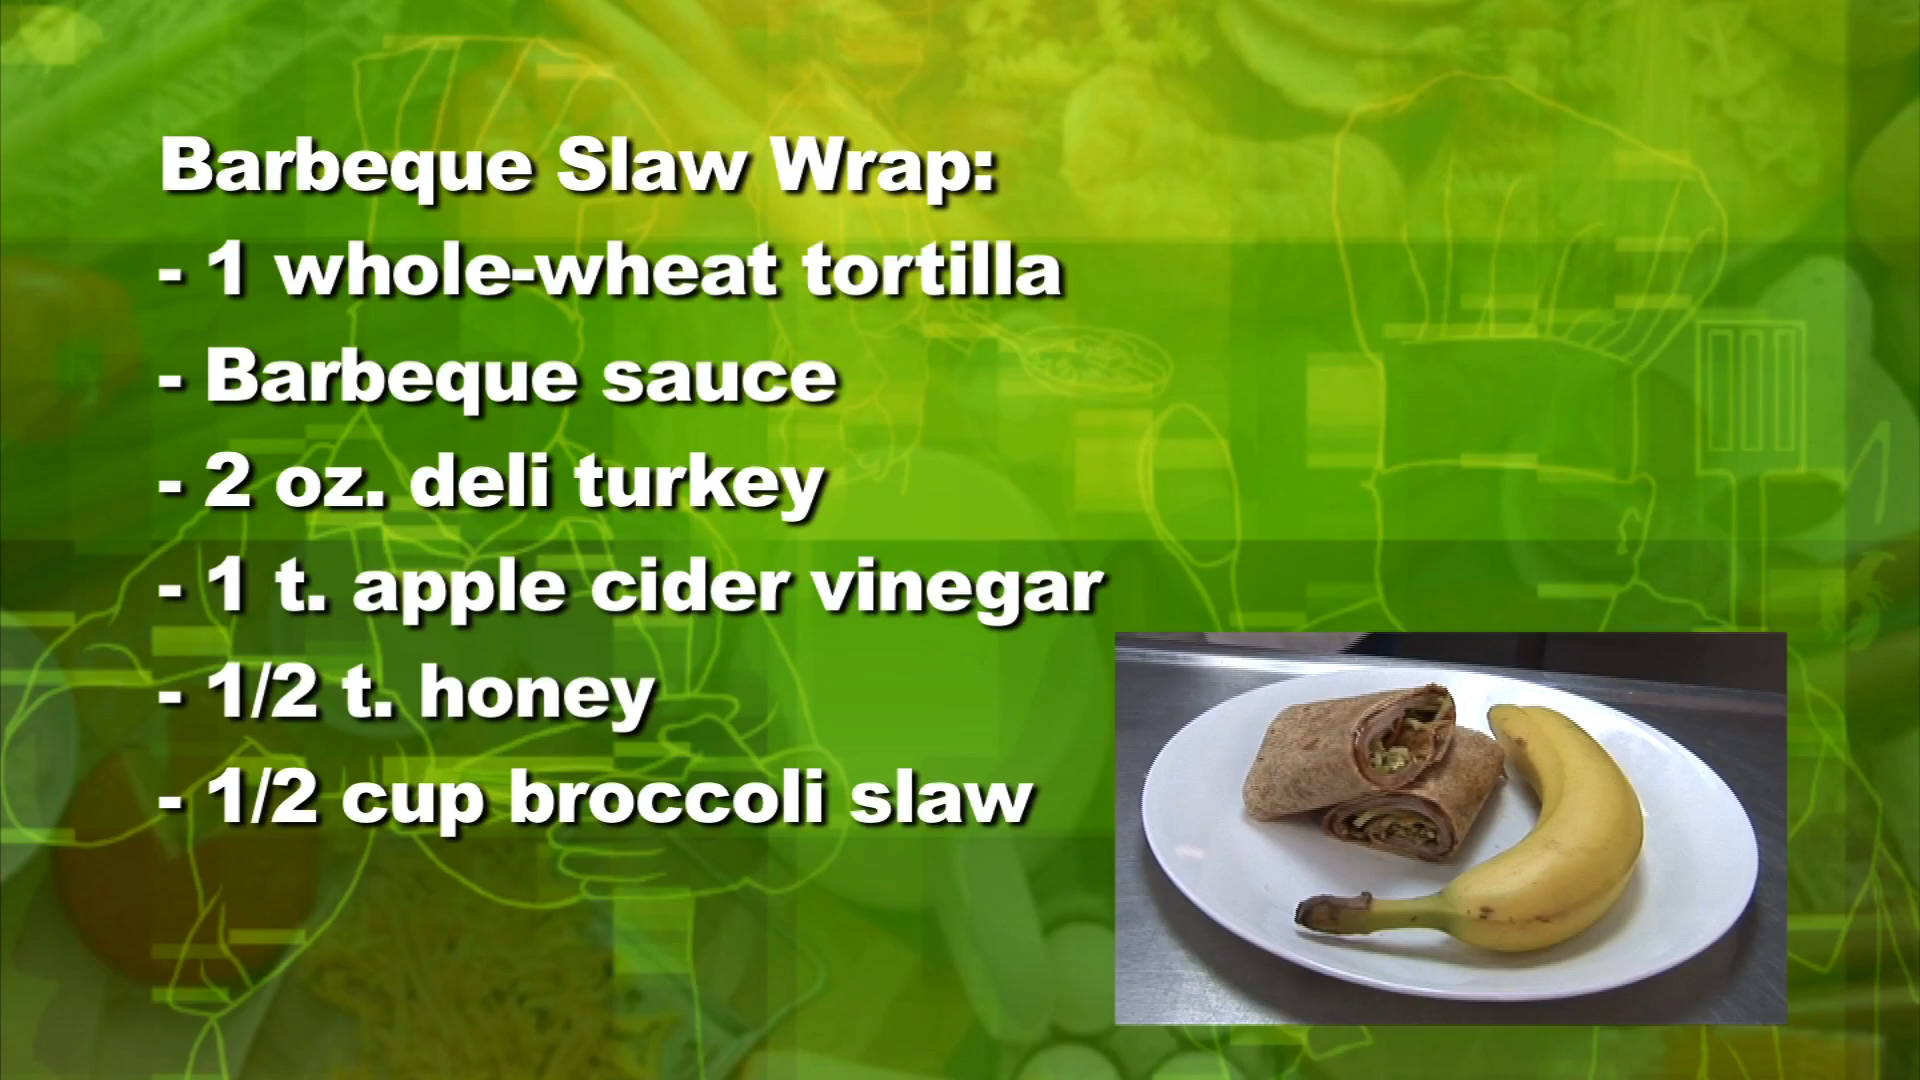 Barbeque Slaw Wrap:
- 1 whole-wheat tortilla
- Barbeque sauce
- 2 oz. deli turkey
- 1 t. apple cider vinegar
- 1/2 t. honey
- 1/2 cup broccoli slaw